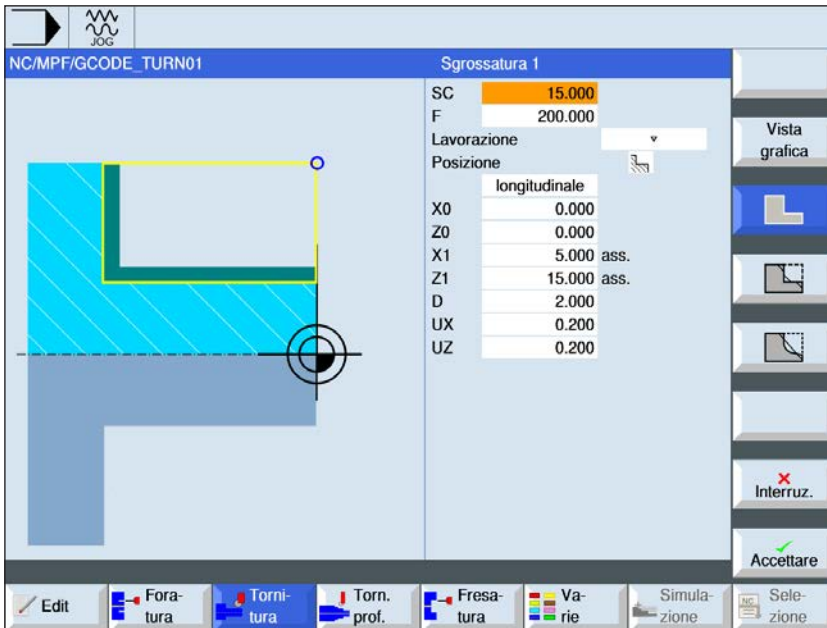 JOG
NC/MPF/GCODE_TURN01
Sgrossatura 1
SC 15.000
F 200.000
Lavorazione ▿
Posizione
longitudinale
X0 0.000
Z0 0.000
X1 5.000 ass.
Z1 15.000 ass.
D 2.000
UX 0.200
UZ 0.200
Vista
grafica
Interruz.
Accettare
Edit
Fora-
tura
Torni-
tura
Torn.
prof.
Fresa-
tura
Va-
rie
Simula-
zione
NC
Sele-
zione